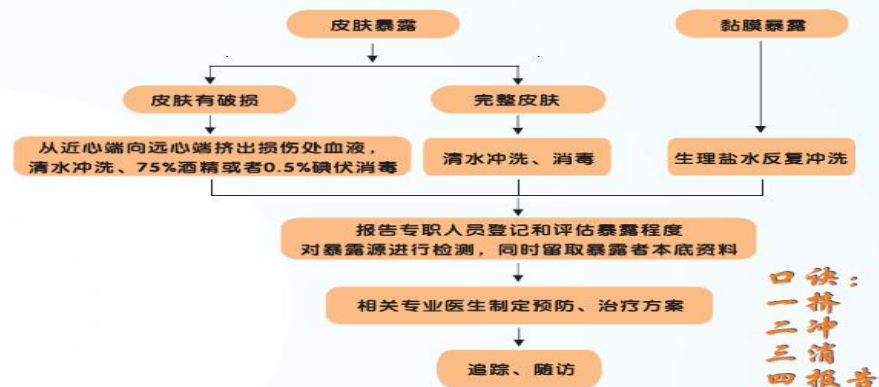 皮肤暴露
黏膜暴露
皮肤有破损
完整皮肤
从近心端向远心端挤出损伤处血液，
清水冲洗、75%酒精或者0.5%碘伏消毒
清水冲洗、消毒
生理盐水反复冲洗
报告专职人员登记和评估暴露程度
对暴露源进行检测，同时留取暴露者本底资料
相关专业医生制定预防、治疗方案
追踪、随访
口诀：
一挤
二冲
三消
四报告